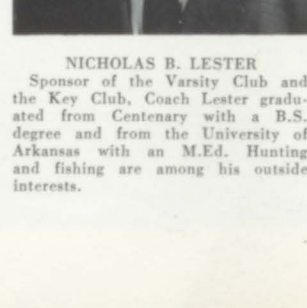 NICHOLAS B. LESTER
Sponsor of the Varsity Club and
the Key Club, Coach Lester gradu-
ated from Centenary with a B.S.
degree and from the University of
Arkansas with an M.Ed. Hunting
and fishing are among his outside
interests.